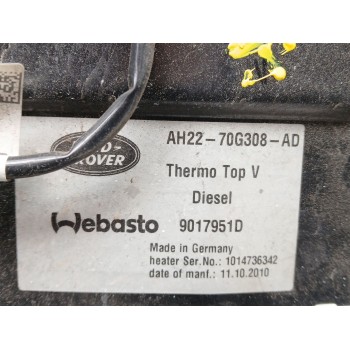 AH22-70G308-AD
ROVER
Thermo Top V
Diesel
Webasto 9017951D
Made in Germany
heater Ser.No.: 1014736342
date of manf.: 11.10.2010